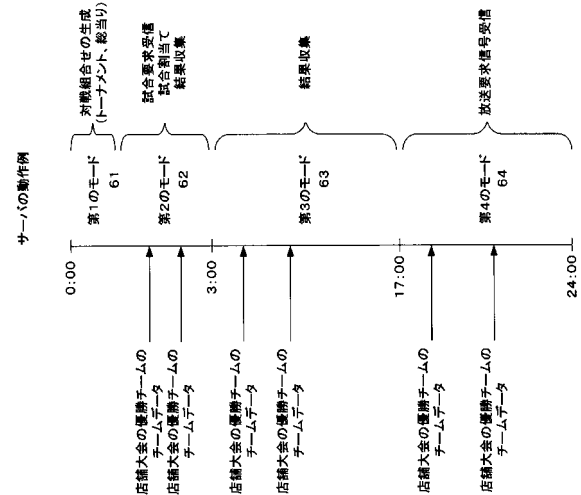 サーバの動作例
0:00
第1のモード
61
対戦組合せの生成
(トーナメント、総当り)
店舗大会の優勝チームの
チームデータ
店舗大会の優勝チームの
チームデータ
第2のモード
62
試合要求受信
試合割当て
結果収集
3:00
店舗大会の優勝チームの
チームデータ
店舗大会の優勝チームの
チームデータ
第3のモード
63
結果収集
17:00
店舗大会の優勝チームの
チームデータ
店舗大会の優勝チームの
チームデータ
第4のモード
64
放送要求信号受信
24:00